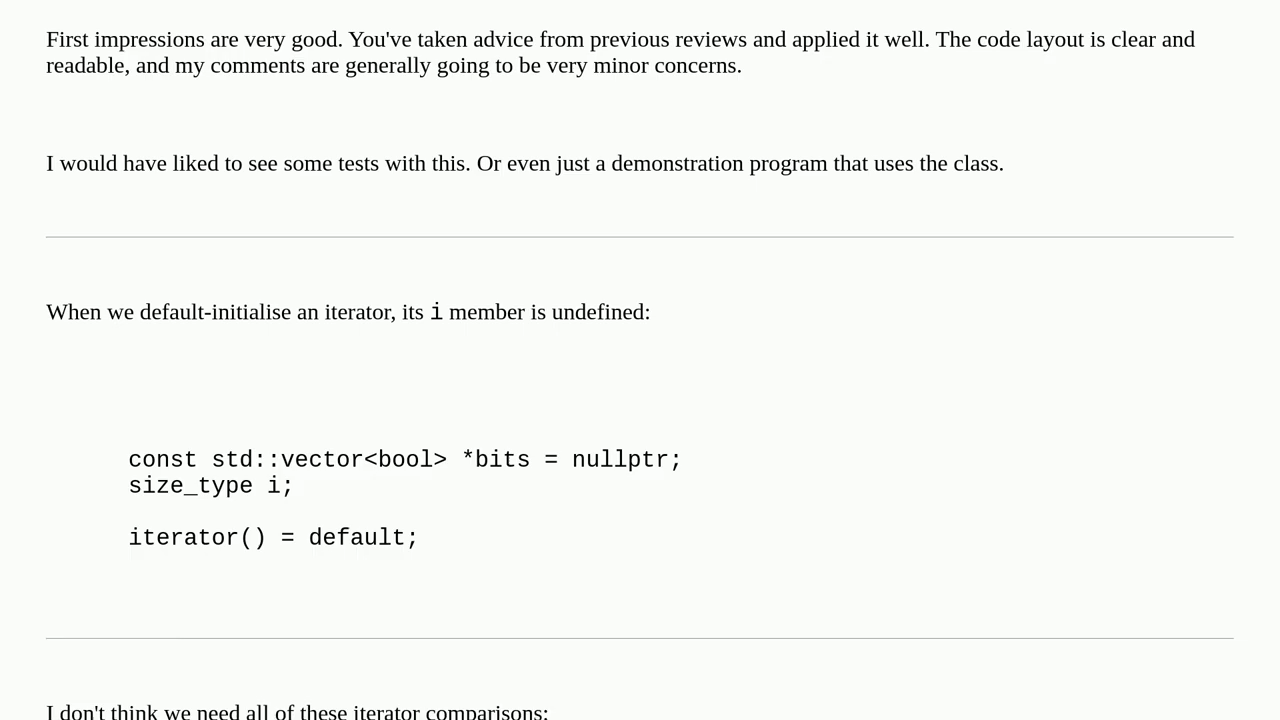 First impressions are very good. You've taken advice from previous reviews and applied it well. The code layout is clear and
readable, and my comments are generally going to be very minor concerns.
I would have liked to see some tests with this. Or even just a demonstration program that uses the class.
When we default-initialise an iterator, its i member is undefined:
const std::vector<bool> *bits = nullptr;
size_type i;
iterator() = default;
I don't think we need all of these iterator comparisons: